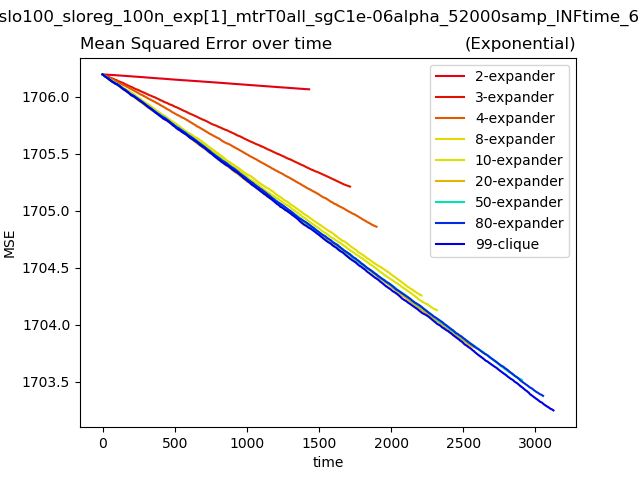 slo100_sloreg_100n_exp[1]_mtrT0all_sgC1e-06alpha_52000samp_INFtime_6
Mean Squared Error over time (Exponential)
2-expander
3-expander
4-expander
8-expander
10-expander
20-expander
50-expander
80-expander
99-clique
MSE
1706.0
1705.5
1705.0
1704.5
1704.0
1703.5
0 500 1000 1500 2000 2500 3000
time